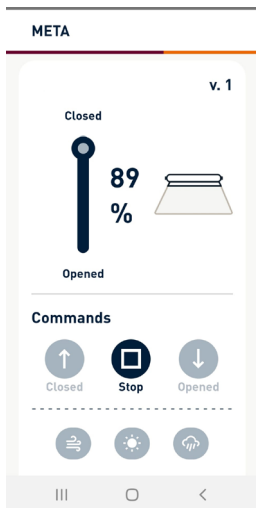 META
v. 1
Closed
89
%
Opened
Commands
Closed Stop Opened